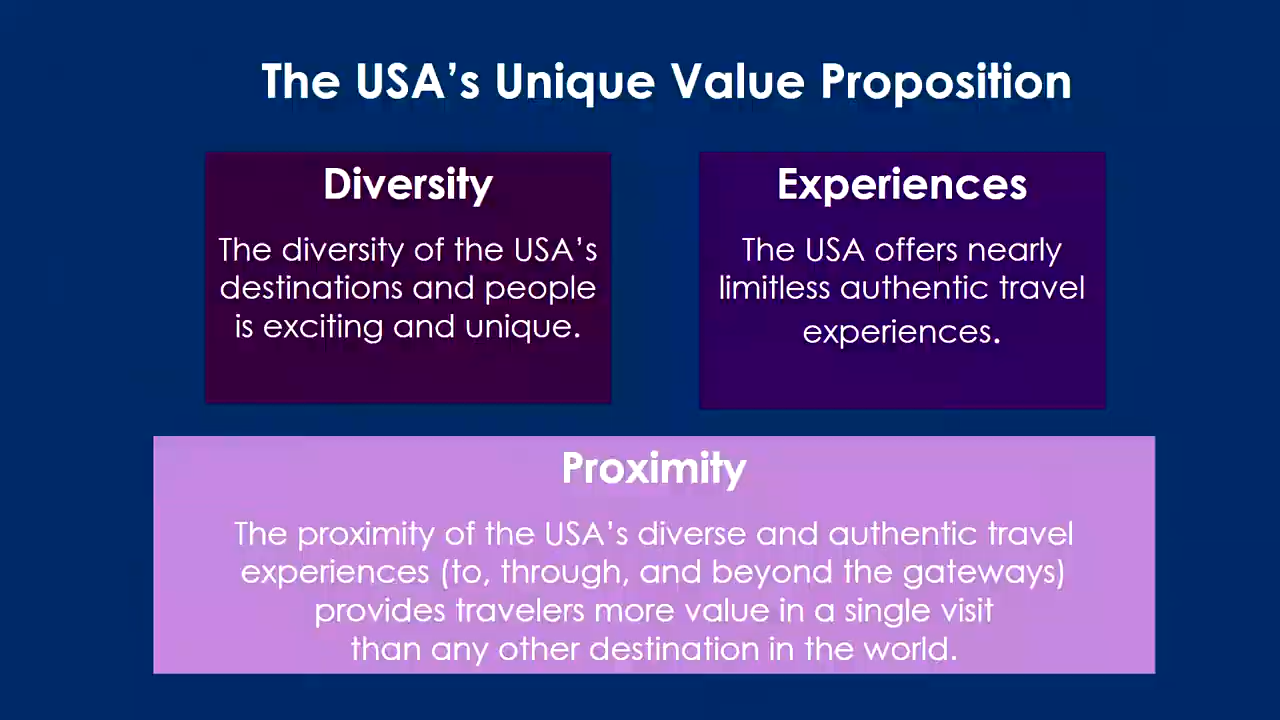 The USA’s Unique Value Proposition
Diversity
The diversity of the USA’s
destinations and people
is exciting and unique.
Experiences
The USA offers nearly
limitless authentic travel
experiences.
Proximity
The proximity of the USA’s diverse and authentic travel
experiences (to, through, and beyond the gateways)
provides travelers more value in a single visit
than any other destination in the world.